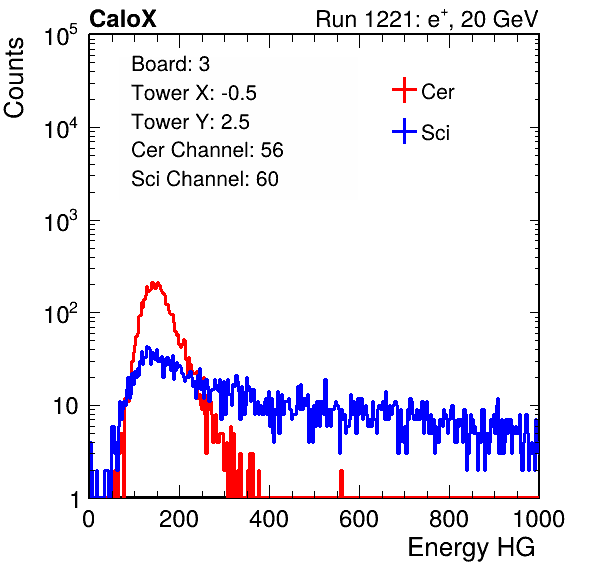 CaloX Run 1221: e⁺, 20 GeV
Counts
Board: 3
Tower X: -0.5
Tower Y: 2.5
Cer Channel: 56
Sci Channel: 60
Cer
Sci
10⁵
10⁴
10³
10²
10
1
0 200 400 600 800 1000
Energy HG